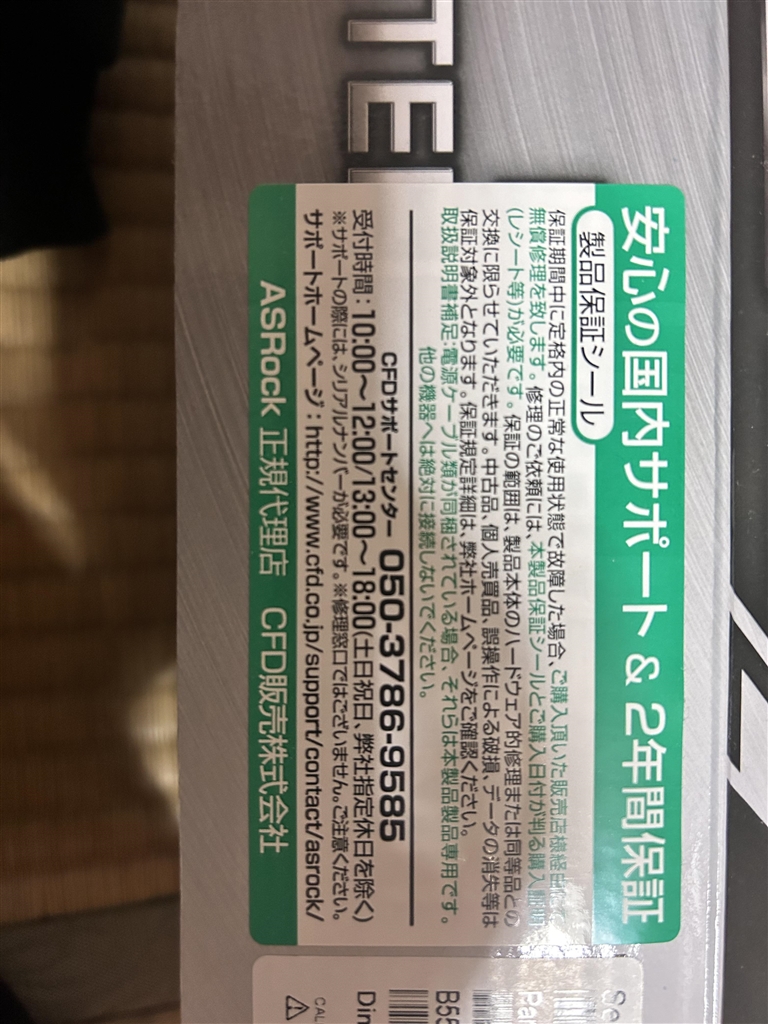 TEL
安心の国内サポート & 2年間保証
製品保証シール
保証期間中に定格内の正常な使用状態で故障した場合、ご購入頂いた販売店様経由にて
無償修理を致します。修理のご依頼には、本製品保証シールとご購入日付が判る購入証明
(レシート等)が必要です。保証の範囲は、製品本体のハードウェア的修理または同等品との
交換に限らせていただきます。中古品、個人売買品、誤操作による破損、データの消失等は
保証対象外となります。保証規定詳細は、弊社ホームページをご確認ください。
取扱説明書補足:電源ケーブル類が同梱されている場合、それらは本製品製品専用です。
他の機器へは絶対に接続しないでください。
CFDサポートセンター 050-3786-9585
受付時間:10:00〜12:00/13:00〜18:00(土日祝日、弊社指定休日を除く)
※サポートの際には、シリアルナンバーが必要です。※修理窓口ではございません。ご注意ください。
サポートホームページ:http://www.cfd.co.jp/support/contact/asrock/
ASRock 正規代理店 CFD販売株式会社
Se
Par
B55
Dim
CAL